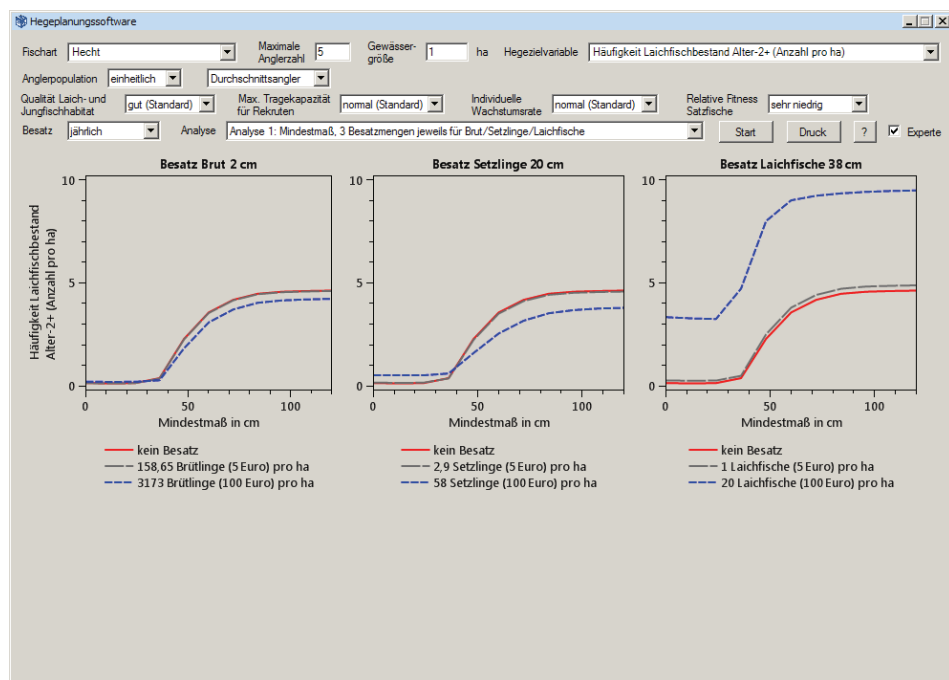 Hegeplanungssoftware
Fischart Hecht Maximale Anglerzahl 5 Gewässer-größe 1 ha Hegezielvariable Häufigkeit Laichfischbestand Alter-2+ (Anzahl pro ha)
Anglerpopulation einheitlich Durchschnittsangler
Qualität Laich- und Jungfischhabitat gut (Standard) Max. Tragekapazität für Rekruten normal (Standard) Individuelle Wachstumsrate normal (Standard) Relative Fitness Satzfische sehr niedrig
Besatz jährlich Analyse Analyse 1: Mindestmaß, 3 Besatzmengen jeweils für Brut/Setzlinge/Laichfische Start Druck ? Experte
Besatz Brut 2 cm
Häufigkeit Laichfischbestand
Alter-2+ (Anzahl pro ha)
10
5
0
0 50 100
Mindestmaß in cm
kein Besatz
158,65 Brütlinge (5 Euro) pro ha
3173 Brütlinge (100 Euro) pro ha
Besatz Setzlinge 20 cm
10
5
0
0 50 100
Mindestmaß in cm
kein Besatz
2,9 Setzlinge (5 Euro) pro ha
58 Setzlinge (100 Euro) pro ha
Besatz Laichfische 38 cm
10
5
0
0 50 100
Mindestmaß in cm
kein Besatz
1 Laichfische (5 Euro) pro ha
20 Laichfische (100 Euro) pro ha